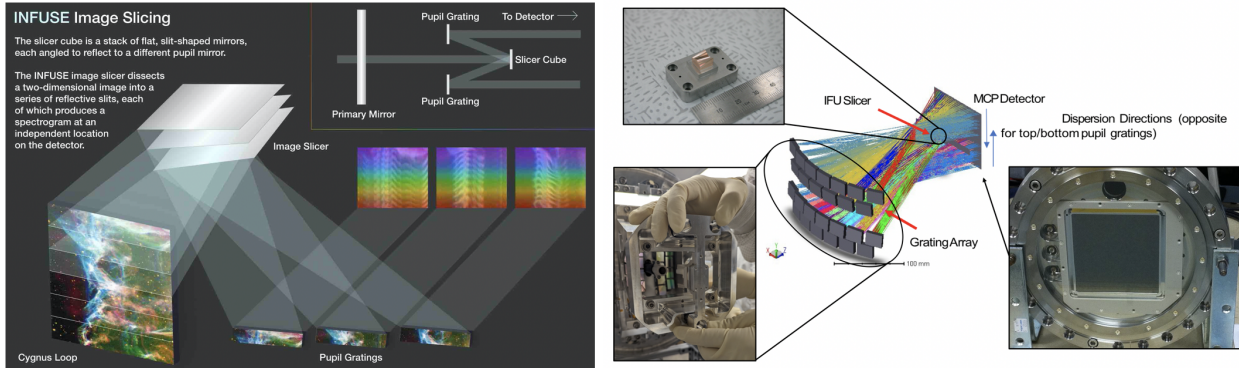 INFUSE Image Slicing
The slicer cube is a stack of flat, slit-shaped mirrors,
each angled to reflect to a different pupil mirror.
The INFUSE image slicer dissects
a two-dimensional image into a
series of reflective slits, each
of which produces a
spectrogram at an
independent location
on the detector.
Pupil Grating
To Detector
Slicer Cube
Pupil Grating
Primary Mirror
Image Slicer
Cygnus Loop
Pupil Gratings
IFU Slicer
MCP Detector
Dispersion Directions (opposite
for top/bottom pupil gratings)
Grating Array
X Y Z
100 mm